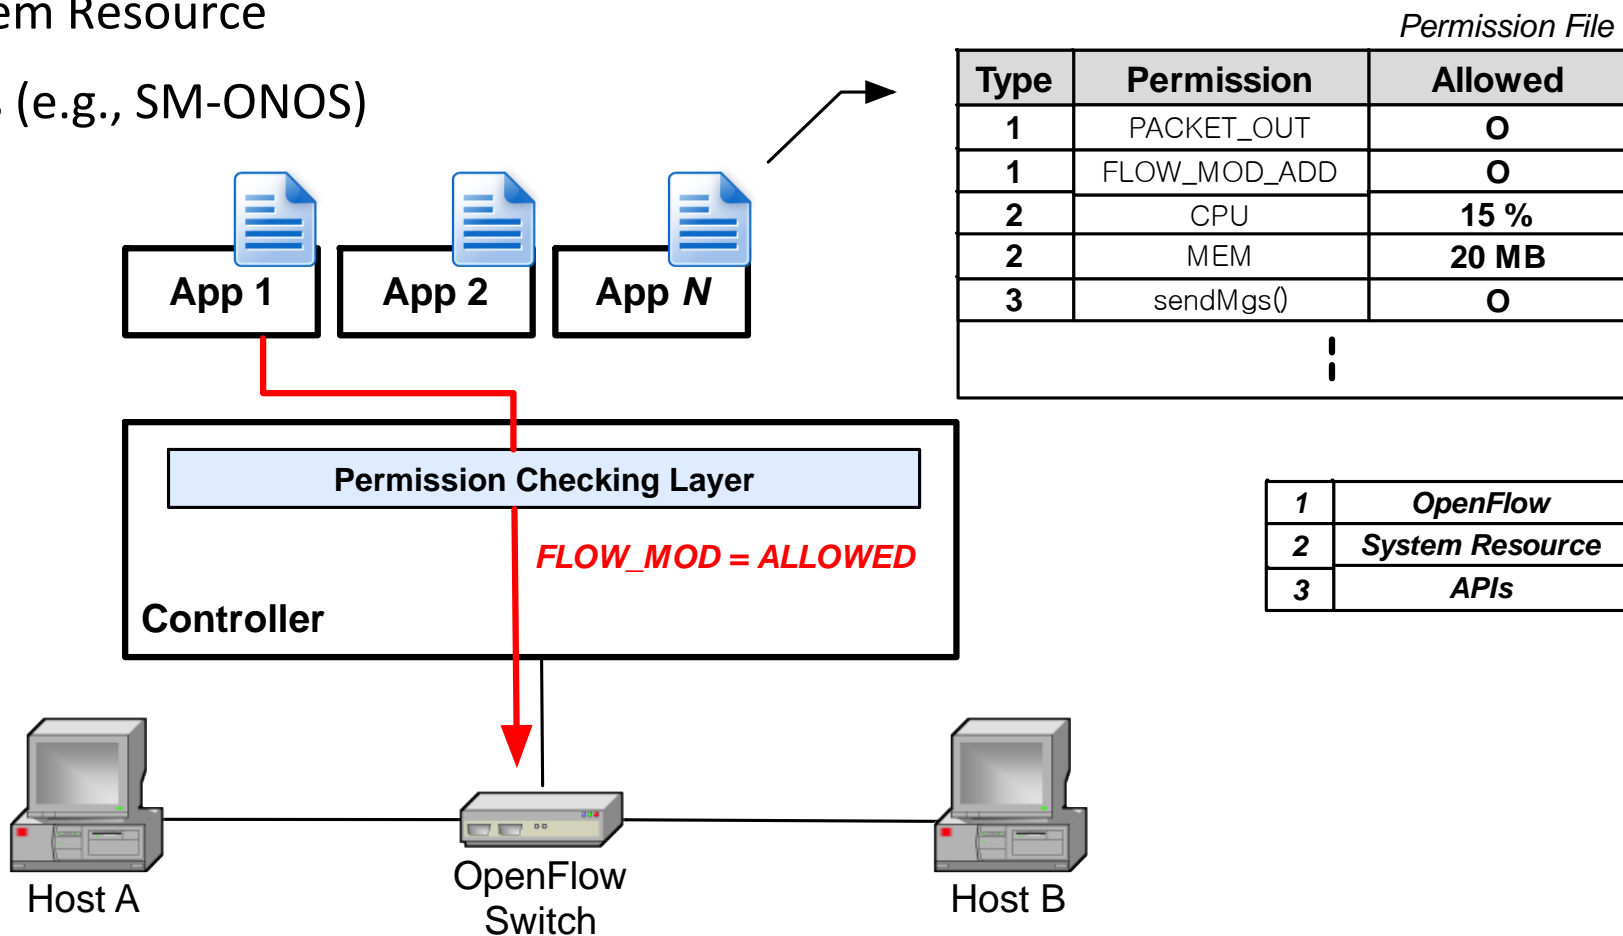 em Resource
s (e.g., SM-ONOS)
Permission File
Type Permission Allowed
1 PACKET_OUT O
1 FLOW_MOD_ADD O
2 CPU 15 %
2 MEM 20 MB
3 sendMgs() O
App 1
App 2
App N
Permission Checking Layer
FLOW_MOD = ALLOWED
Controller
1 OpenFlow
2 System Resource
3 APIs
Host A
OpenFlow
Switch
Host B